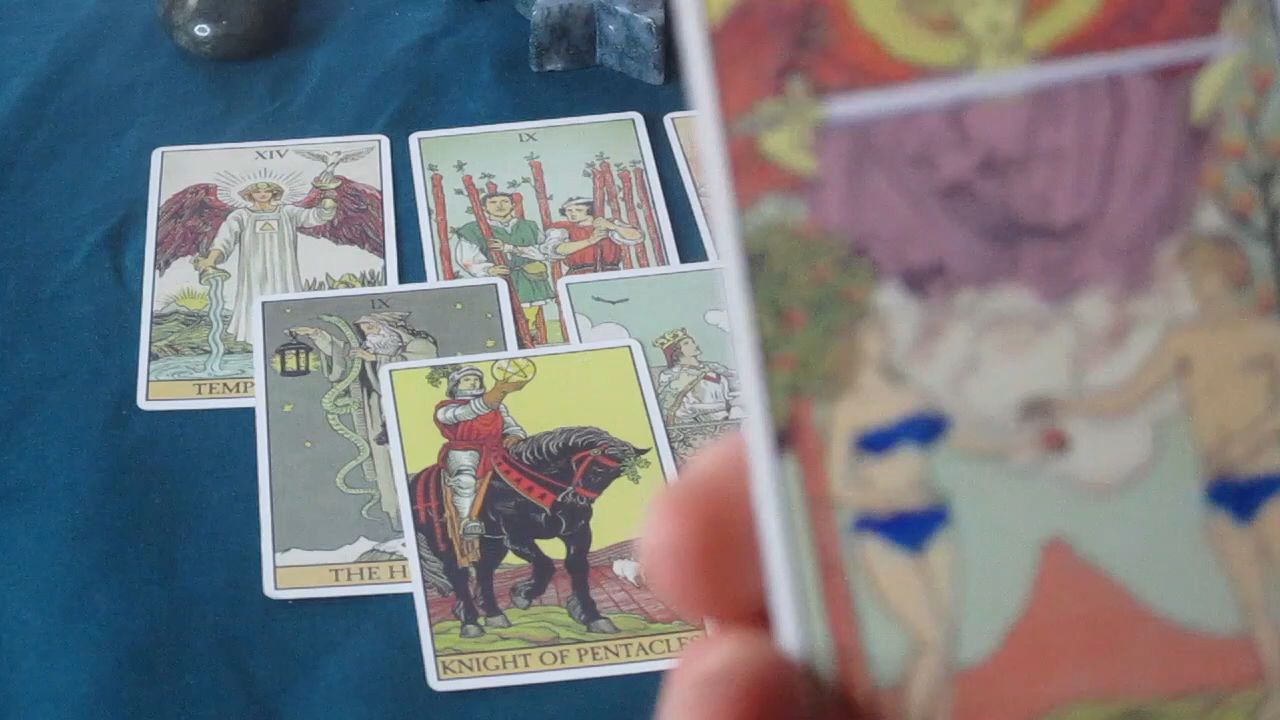 XIV
IX
TEMP
IX
THE H
KNIGHT OF PENTACLES